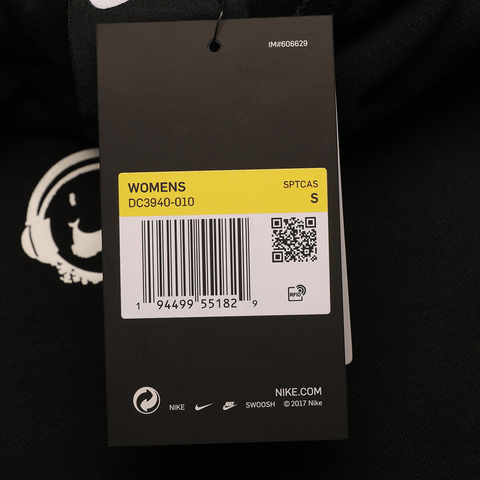 IM#606629
WOMENS SPTCAS
DC3940-010 S
RFID
1 94499 55182 9
NIKE.COM
NIKE SWOOSH © 2017 Nike